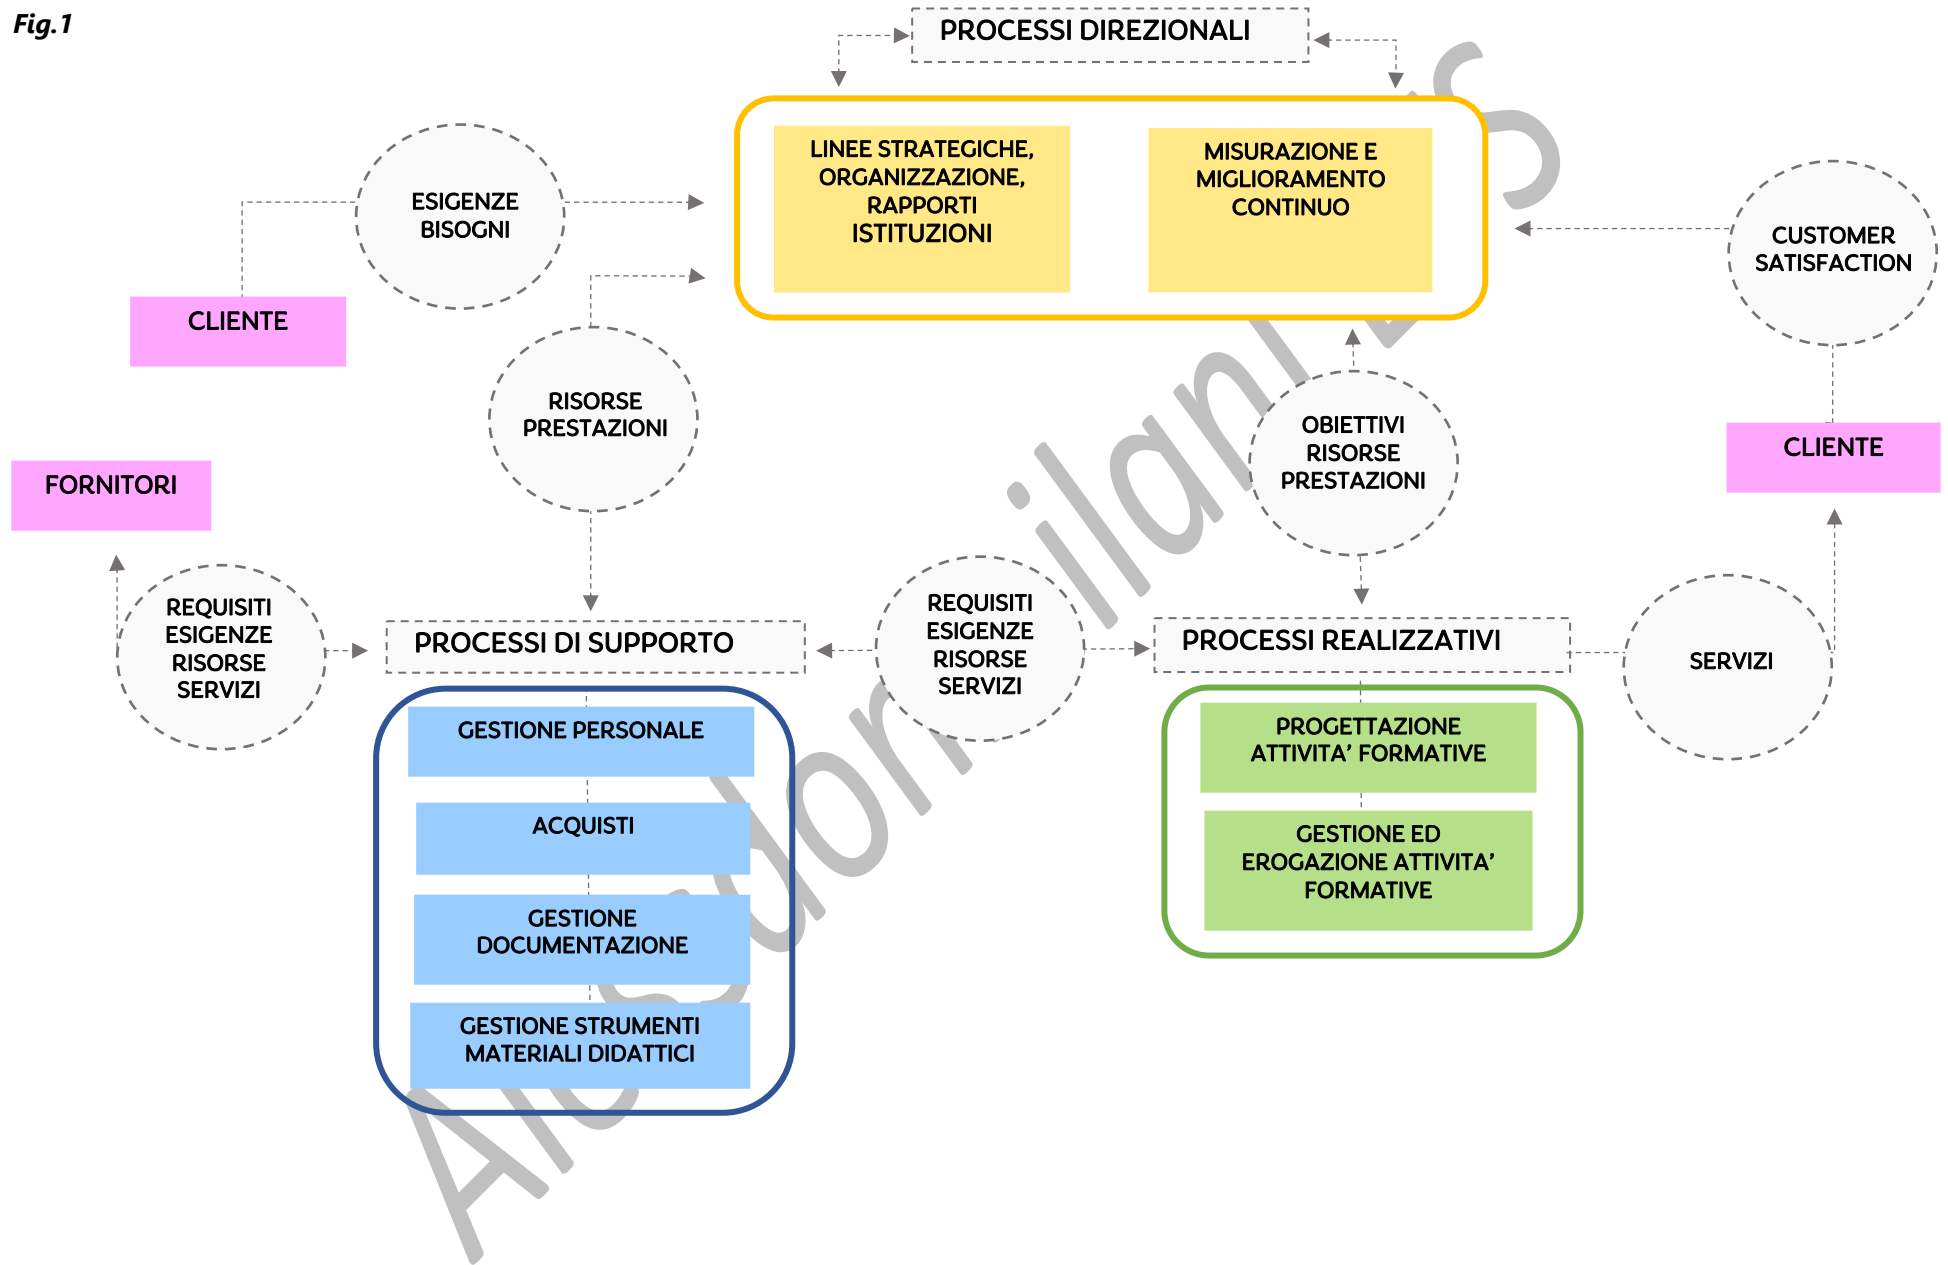 Fig.1
PROCESSI DIREZIONALI
LINEE STRATEGICHE,
ORGANIZZAZIONE,
RAPPORTI
ISTITUZIONI
MISURAZIONE E
MIGLIORAMENTO
CONTINUO
ESIGENZE
BISOGNI
CUSTOMER
SATISFACTION
CLIENTE
RISORSE
PRESTAZIONI
OBIETTIVI
RISORSE
PRESTAZIONI
CLIENTE
FORNITORI
REQUISITI
ESIGENZE
RISORSE
SERVIZI
PROCESSI DI SUPPORTO
REQUISITI
ESIGENZE
RISORSE
SERVIZI
PROCESSI REALIZZATIVI
SERVIZI
GESTIONE PERSONALE
ACQUISTI
GESTIONE
DOCUMENTAZIONE
GESTIONE STRUMENTI
MATERIALI DIDATTICI
PROGETTAZIONE
ATTIVITA’ FORMATIVE
GESTIONE ED
EROGAZIONE ATTIVITA’
FORMATIVE